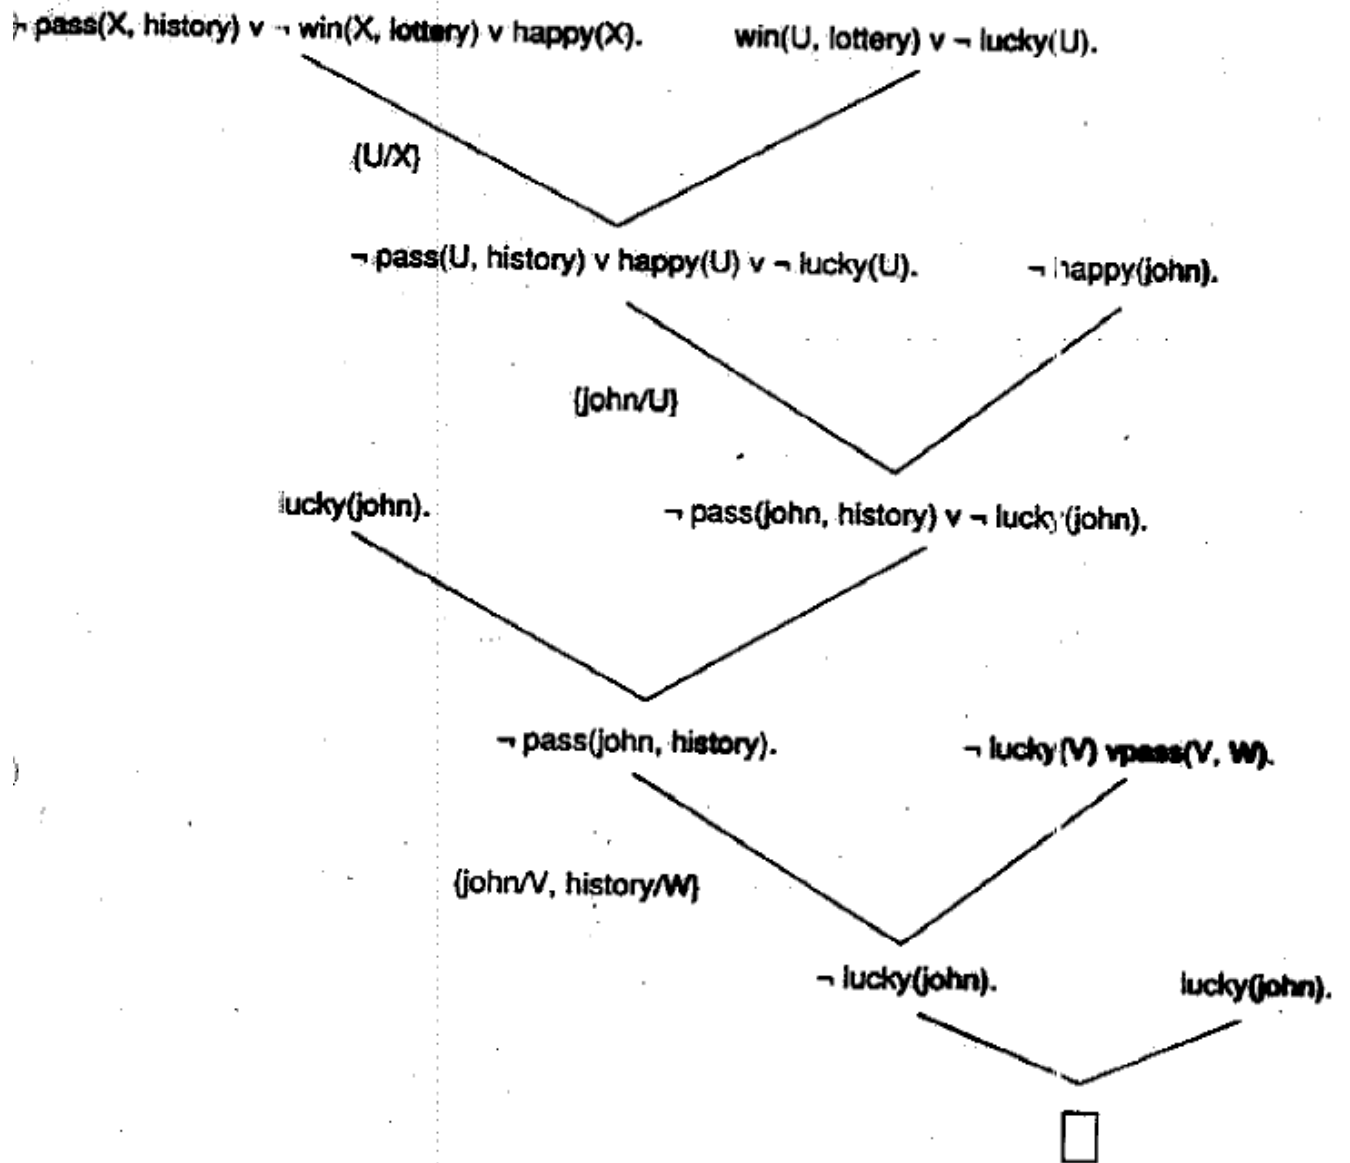 ¬ pass(X, history) v ¬ win(X, lottery) v happy(X).    win(U, lottery) v ¬ lucky(U).
{U/X}
¬ pass(U, history) v happy(U) v ¬ lucky(U).    ¬ happy(john).
{john/U}
lucky(john).    ¬ pass(john, history) v ¬ lucky(john).
¬ pass(john, history).    ¬ lucky(V) vpass(V, W).
{john/V, history/W}
¬ lucky(john).    lucky(john).